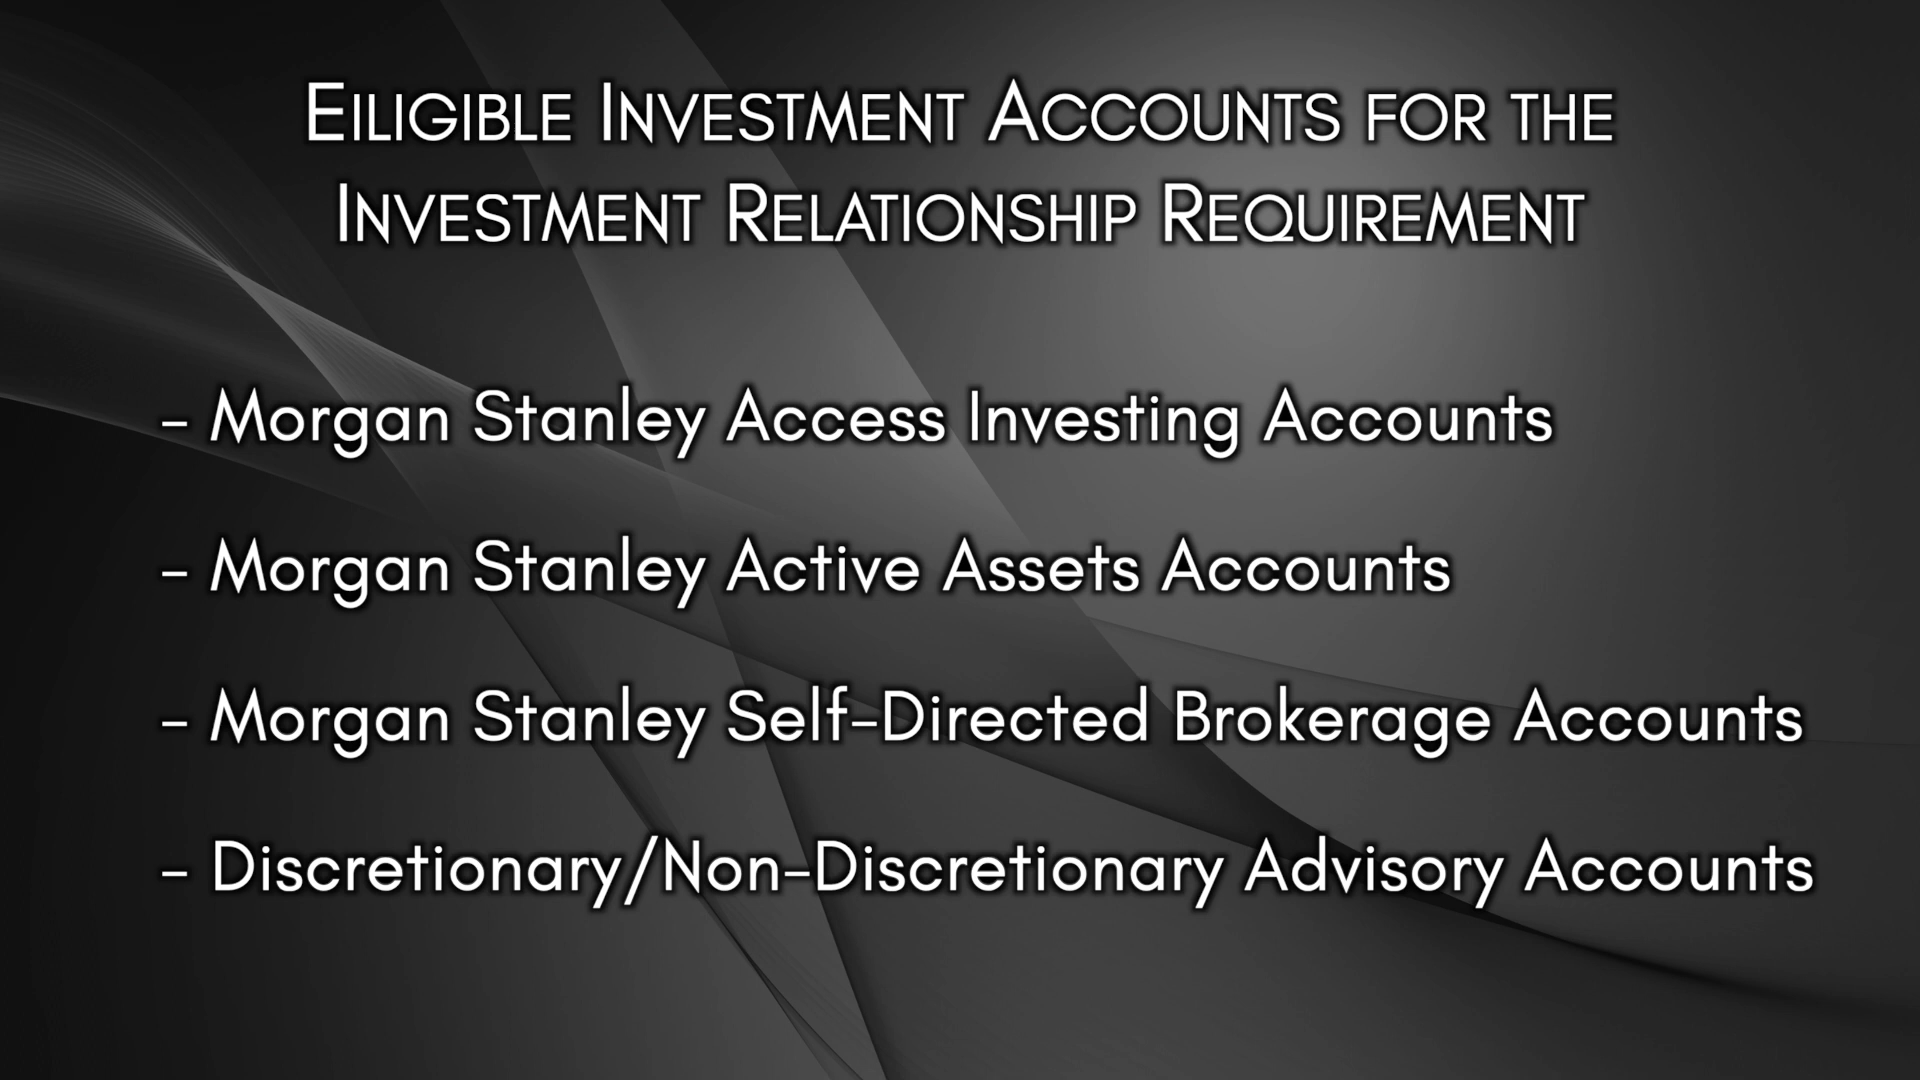 Eiligible Investment Accounts for the
Investment Relationship Requirement
- Morgan Stanley Access Investing Accounts
- Morgan Stanley Active Assets Accounts
- Morgan Stanley Self-Directed Brokerage Accounts
- Discretionary/Non-Discretionary Advisory Accounts